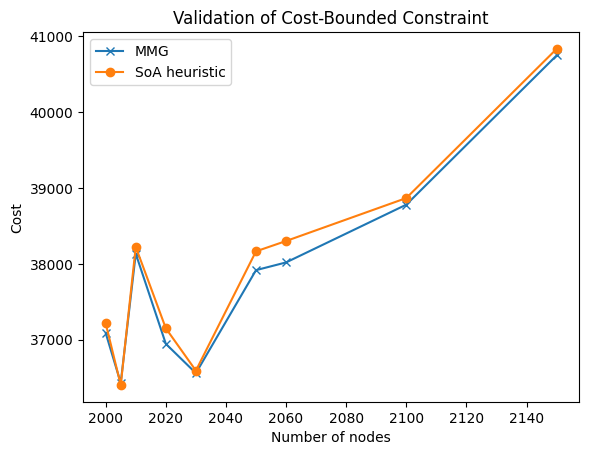 Validation of Cost-Bounded Constraint
MMG
SoA heuristic
41000
40000
39000
38000
37000
Cost
2000
2020
2040
2060
2080
2100
2120
2140
Number of nodes